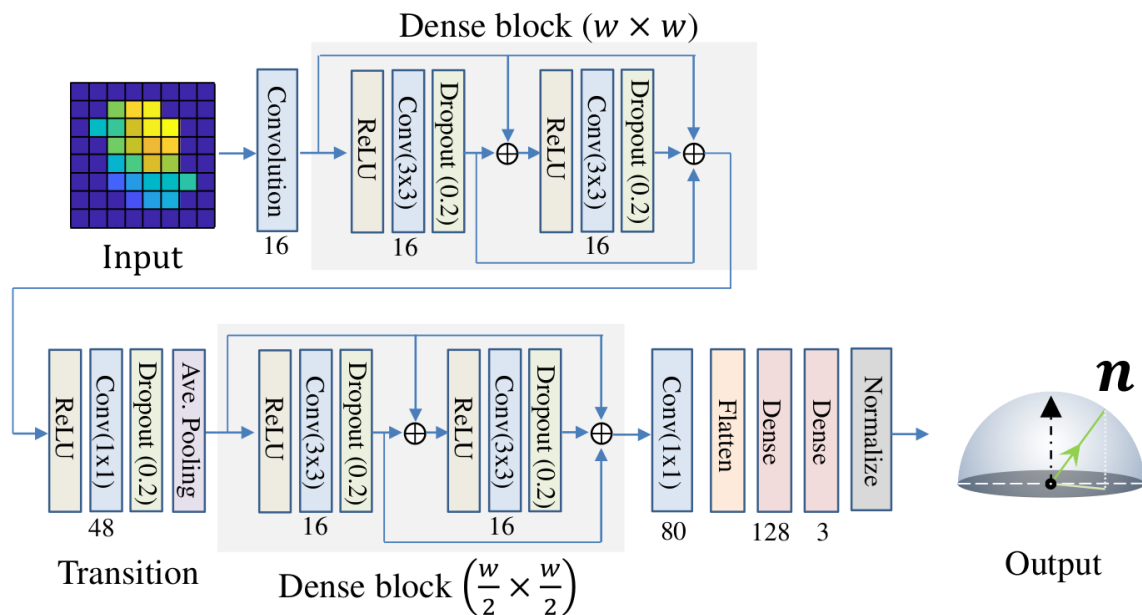 Dense block (w × w)
Input
Convolution
16
ReLU
Conv(3x3)
16
Dropout (0.2)
ReLU
Conv(3x3)
16
Dropout (0.2)
ReLU
Conv(1x1)
48
Dropout (0.2)
Ave. Pooling
Transition
ReLU
Conv(3x3)
16
Dropout (0.2)
ReLU
Conv(3x3)
16
Dropout (0.2)
Dense block (w/2 × w/2)
Conv(1x1)
80
Flatten
Dense
128
Dense
3
Normalize
n
Output